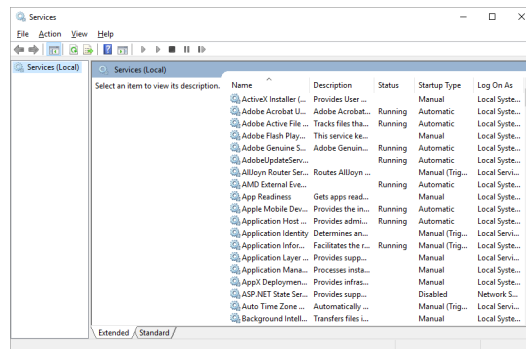 Services
File Action View Help
Services (Local)
Services (Local)
Select an item to view its description.
Name Description Status Startup Type Log On As
ActiveX Installer (... Provides User ... Manual Local Syste...
Adobe Acrobat U... Adobe Acrobat... Running Automatic Local Syste...
Adobe Active File ... Tracks files tha... Running Automatic Local Syste...
Adobe Flash Play... This service ke... Manual Local Syste...
Adobe Genuine S... Adobe Genuin... Running Automatic Local Syste...
AdobeUpdateServ... Running Automatic Local Syste...
AllJoyn Router Ser... Routes AllJoyn ... Manual (Trig... Local Servi...
AMD External Eve... Running Automatic Local Syste...
App Readiness Gets apps read... Manual Local Syste...
Apple Mobile Dev... Provides the in... Running Automatic Local Syste...
Application Host ... Provides admi... Running Automatic Local Syste...
Application Identity Determines an... Manual (Trig... Local Servi...
Application Infor... Facilitates the r... Running Manual (Trig... Local Syste...
Application Layer ... Provides supp... Manual Local Servi...
Application Mana... Processes insta... Manual Local Syste...
AppX Deploymen... Provides infras... Manual Local Syste...
ASP.NET State Ser... Provides supp... Disabled Network S...
Auto Time Zone ... Automatically ... Manual (Trig... Local Servi...
Background Intell... Transfers files i... Manual Local Syste...
Extended Standard